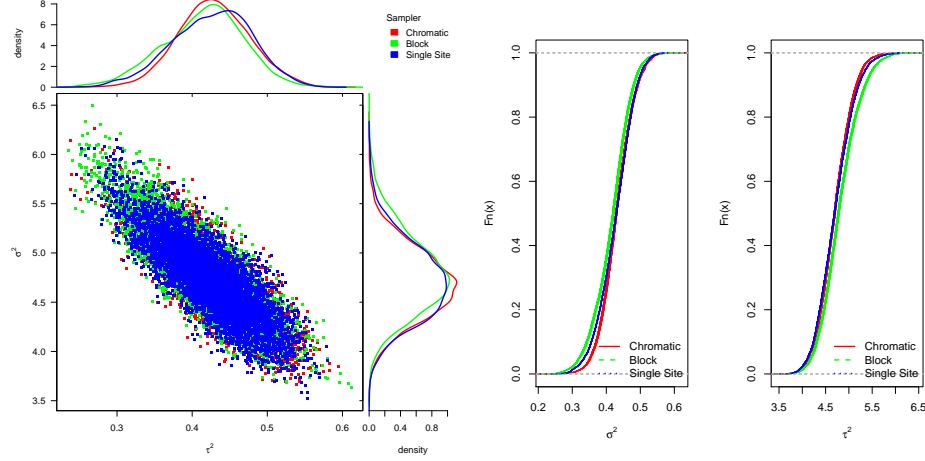 density
0
2
4
6
8
Sampler
Chromatic
Block
Single Site
σ²
3.5
4.0
4.5
5.0
5.5
6.0
6.5
0.3
0.4
0.5
0.6
τ²
0.0
0.4
0.8
density
Fn(x)
0.0
0.2
0.4
0.6
0.8
1.0
Chromatic
Block
Single Site
0.2
0.3
0.4
0.5
0.6
σ²
Fn(x)
0.0
0.2
0.4
0.6
0.8
1.0
Chromatic
Block
Single Site
3.5
4.5
5.5
6.5
τ²